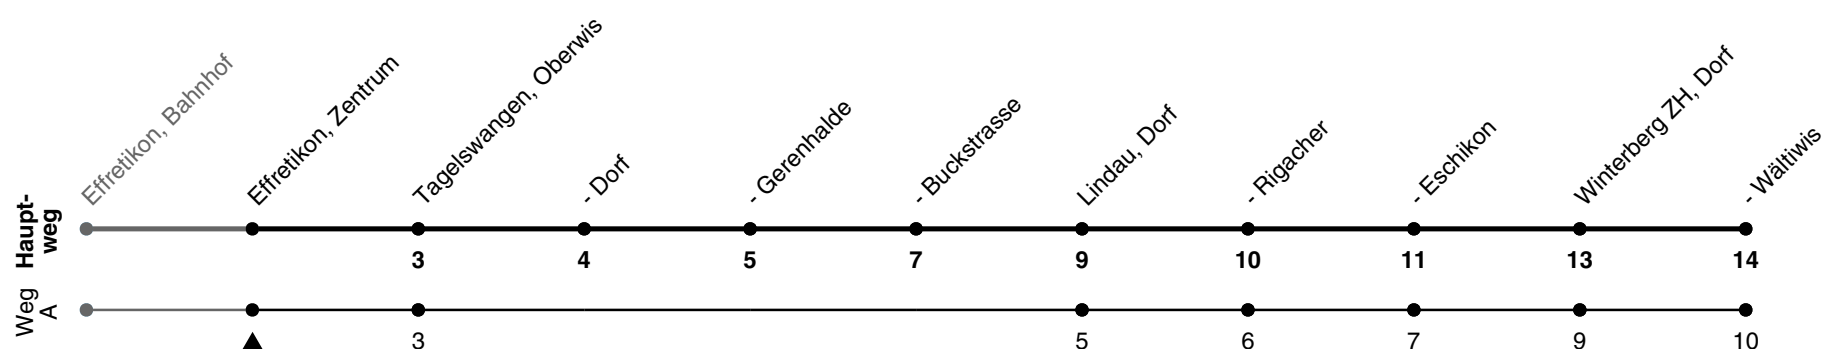 Effretikon, Bahnhof
Effretikon, Zentrum
Tagelswangen, Oberwis
- Dorf
- Gerenhalde
- Buckstrasse
Lindau, Dorf
- Rigacher
- Eschikon
Winterberg ZH, Dorf
- Wältiwis
Haupt-
weg
3 4 5 7 9 10 11 13 14
Weg
A
3 5 6 7 9 10